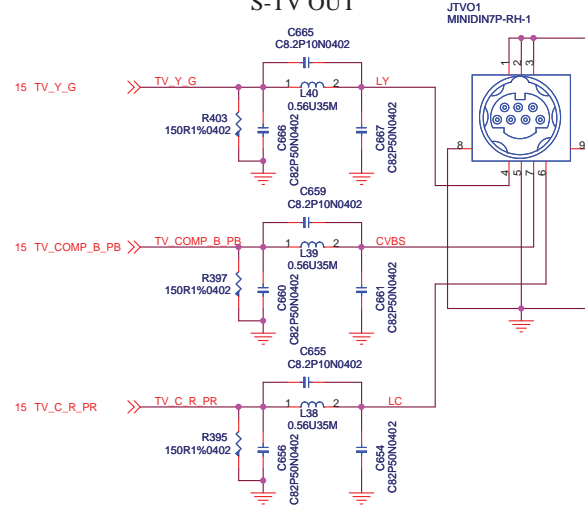 S-TV OUT
JTVO1
MINIDIN7P-RH-1
C665
C8.2P10N0402
1 2 3
15 TV_Y_G TV_Y_G 1 2 LY
L40
0.56U35M
R403
150R1%0402
C666
C82P50N0402
C667
C82P50N0402
8 9
4 5 7 6
C659
C8.2P10N0402
15 TV_COMP_B_PB TV_COMP_B_PB 1 2 CVBS
L39
0.56U35M
R397
150R1%0402
C660
C82P50N0402
C661
C82P50N0402
C655
C8.2P10N0402
15 TV_C_R_PR TV_C_R_PR 1 2 LC
L38
0.56U35M
R395
150R1%0402
C656
C82P50N0402
C654
C82P50N0402